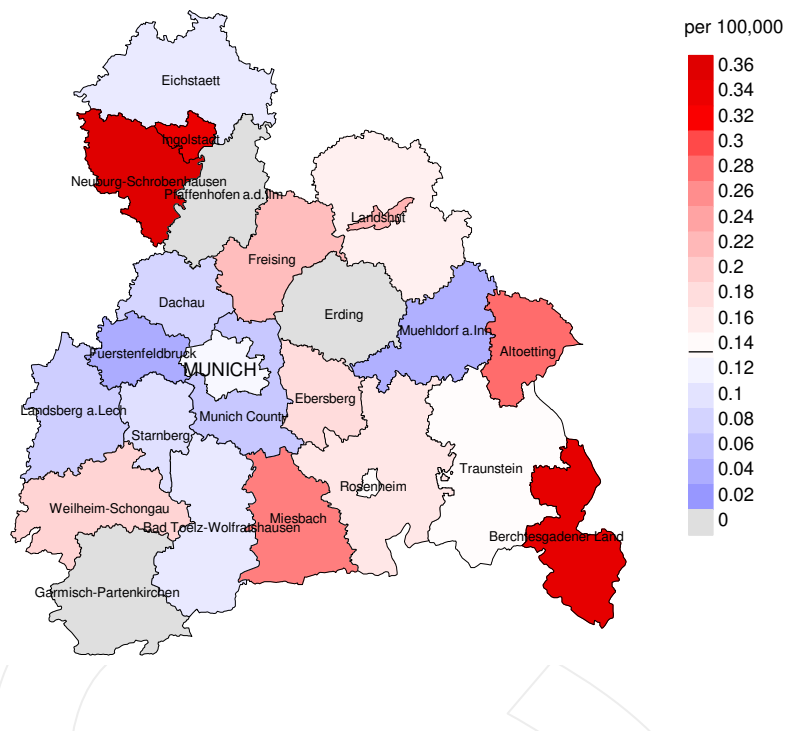 per 100,000
0.36
0.34
0.32
0.3
0.28
0.26
0.24
0.22
0.2
0.18
0.16
0.14
0.12
0.1
0.08
0.06
0.04
0.02
0
Eichstaett
Ingolstadt
Neuburg-Schrobenhausen
Pfaffenhofen a.d.Ilm
Landshut
Freising
Dachau
Erding
Muehldorf a.Inn
Fuerstenfeldbruck
Altoetting
MUNICH
Ebersberg
Landsberg a.Lech
Munich County
Starnberg
Traunstein
Rosenheim
Weilheim-Schongau
Miesbach
Bad Toelz-Wolfratshausen
Berchtesgadener Land
Garmisch-Partenkirchen